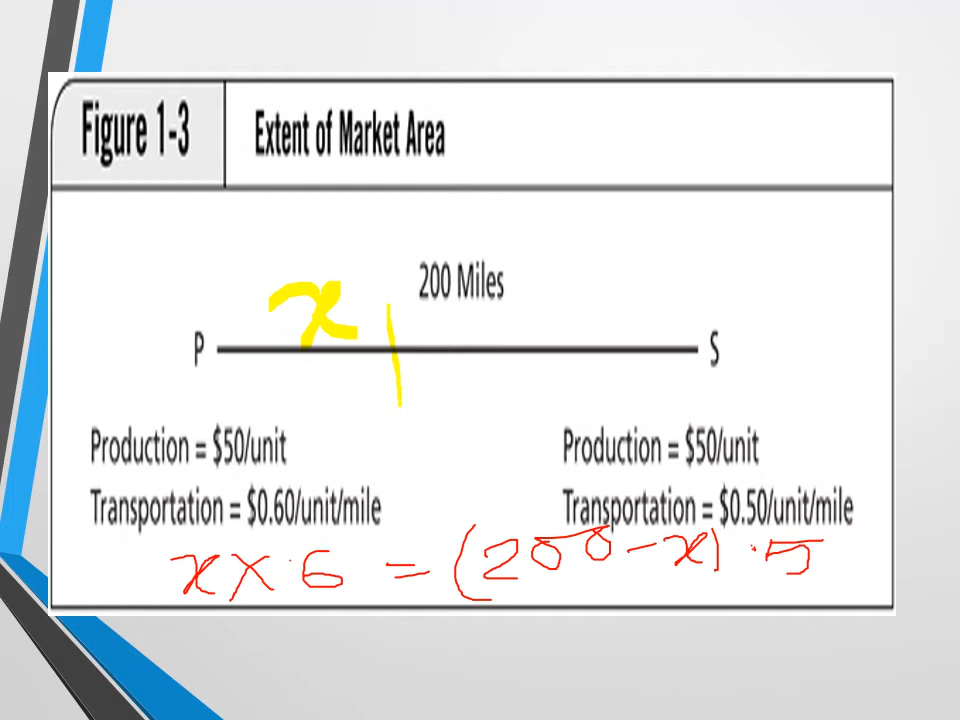 Figure 1-3
Extent of Market Area
200 Miles
x
P
S
Production = $50/unit
Transportation = $0.60/unit/mile
Production = $50/unit
Transportation = $0.50/unit/mile
x × .6 = (200 - x) .5